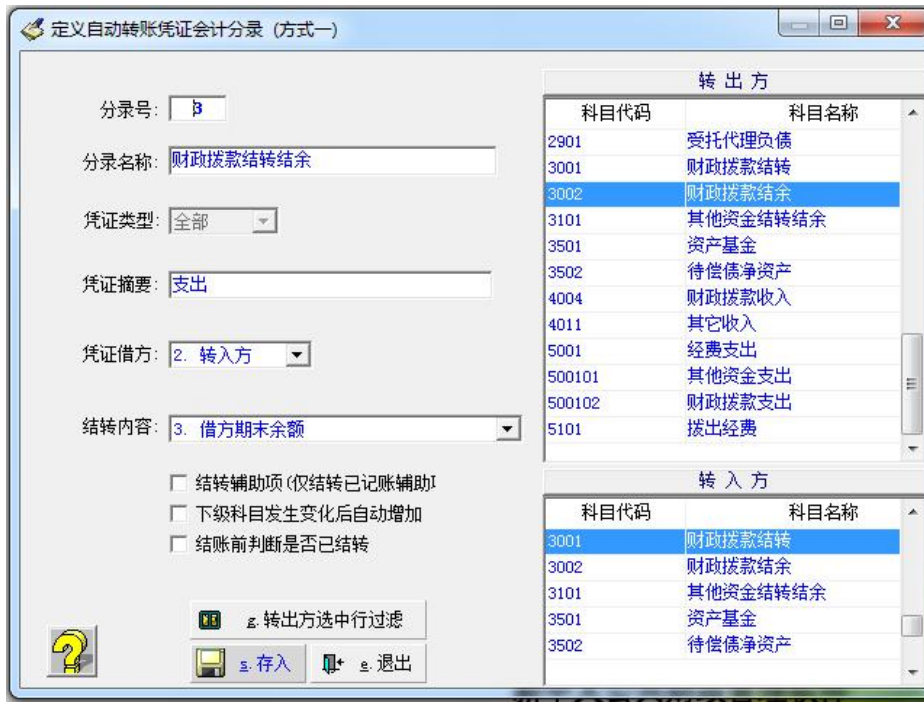 定义自动转账凭证会计分录 (方式一)
分录号: 3
分录名称: 财政拨款结转结余
凭证类型: 全部
凭证摘要: 支出
凭证借方: 2. 转入方
结转内容: 3. 借方期末余额
结转辅助项(仅结转已记账辅助项
下级科目发生变化后自动增加
结账前判断是否已结转
g.转出方选中行过滤
s.存入 e.退出
转 出 方
科目代码 科目名称
2901 受托代理负债
3001 财政拨款结转
3002 财政拨款结余
3101 其他资金结转结余
3501 资产基金
3502 待偿债净资产
4004 财政拨款收入
4011 其它收入
5001 经费支出
500101 其他资金支出
500102 财政拨款支出
5101 拨出经费
转 入 方
科目代码 科目名称
3001 财政拨款结转
3002 财政拨款结余
3101 其他资金结转结余
3501 资产基金
3502 待偿债净资产